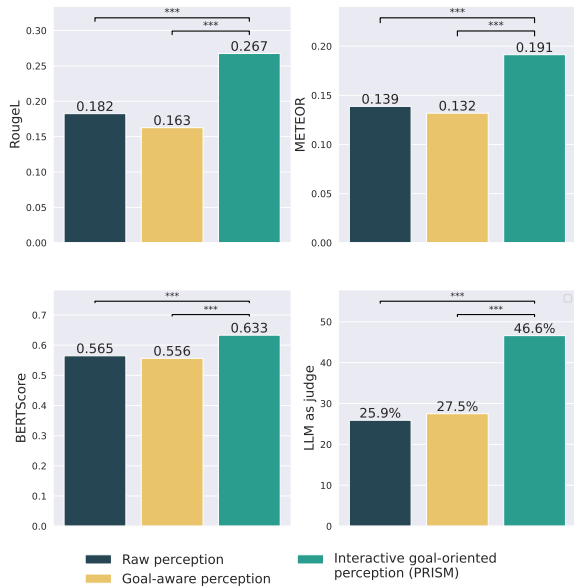 *** ***
*** ***
0.30 0.25 0.20 0.15 0.10 0.05 0.00
RougeL
0.182 0.163 0.267
0.20 0.15 0.10 0.05 0.00
METEOR
0.139 0.132 0.191
*** ***
*** ***
0.7 0.6 0.5 0.4 0.3 0.2 0.1 0.0
BERTScore
0.565 0.556 0.633
50 40 30 20 10 0
LLM as judge
25.9% 27.5% 46.6%
Raw perception
Goal-aware perception
Interactive goal-oriented
perception (PRISM)